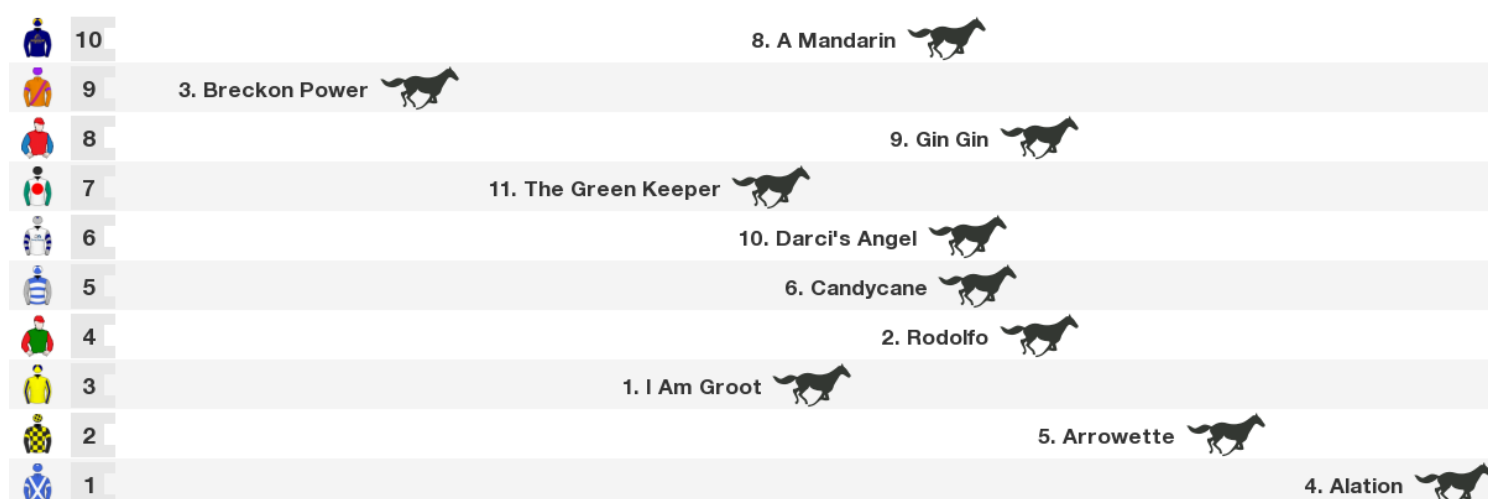 10 8. A Mandarin
9 3. Breckon Power
8 9. Gin Gin
7 11. The Green Keeper
6 10. Darci's Angel
5 6. Candycane
4 2. Rodolfo
3 1. I Am Groot
2 5. Arrowette
1 4. Alation